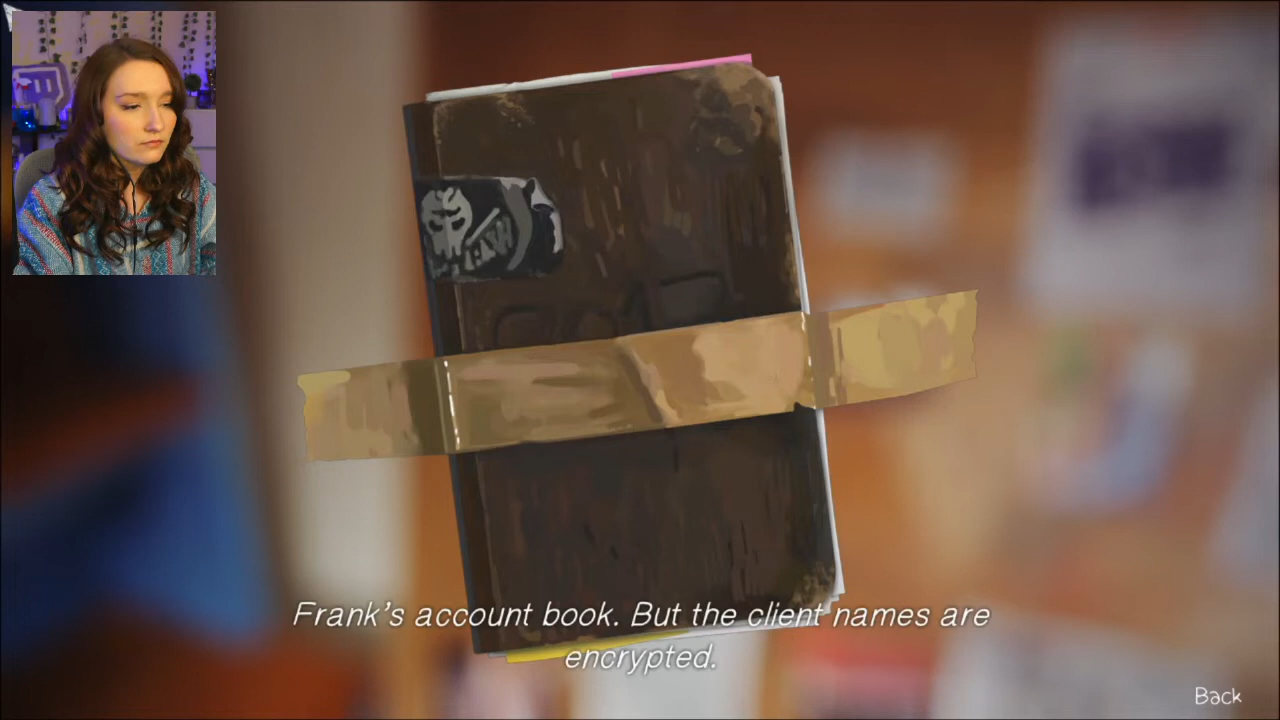 Frank's account book. But the client names are
encrypted.
Back